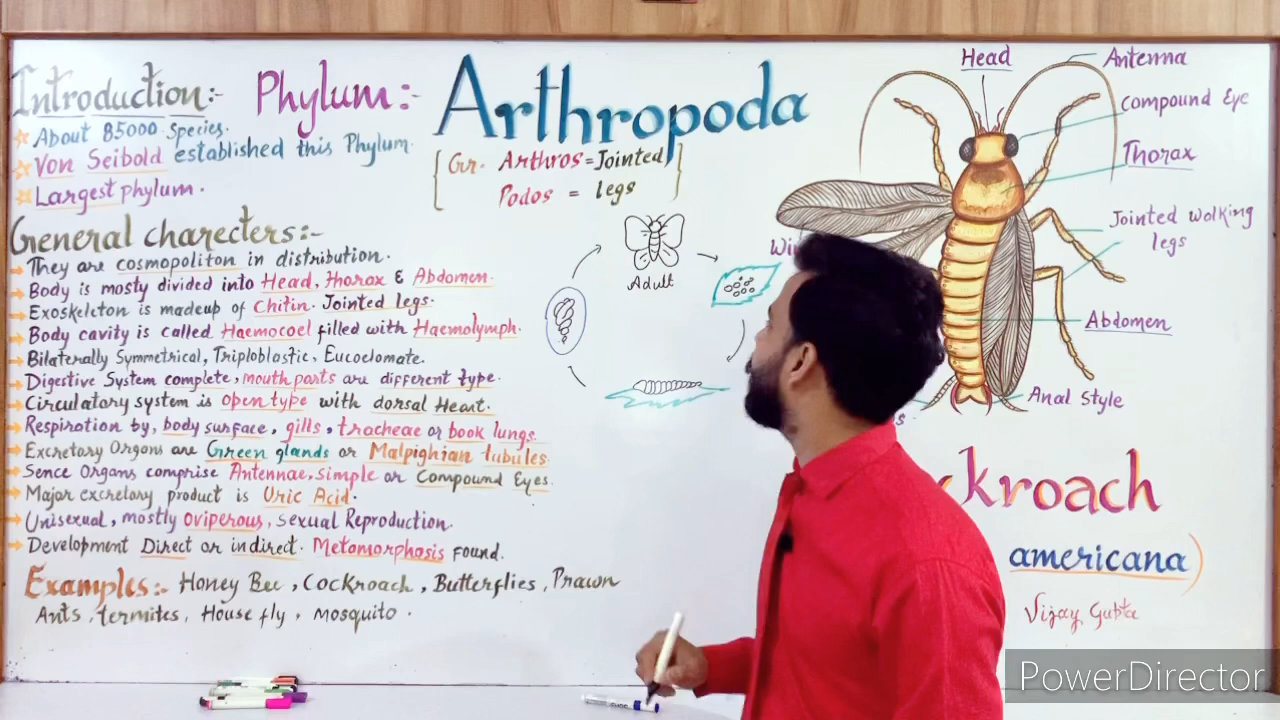 Introduction:-
☆ About 85000 Species.
☆ Von Seibold established this Phylum.
☆ Largest phylum.
Phylum:- Arthropoda
Gr. Arthros = Jointed
Podos = legs
General charecters:-
→ They are cosmopoliton in distribution.
→ Body is mosty divided into Head, thorax & Abdomen.
→ Exoskeleton is madeup of Chitin. Jointed legs.
→ Body cavity is called Haemocoel filled with Haemolymph.
→ Bilaterally Symmetrical, Triploblastic, Eucoelomate.
→ Digestive System complete, mouth parts are different type.
→ Circulatory system is open type with dorsal Heart.
→ Respiration by, body surface, gills, tracheae or book lungs.
→ Excretory Organs are Green glands or Malpighian tubules
→ Sence Organs comprise Antennae, simple or Compound Eyes.
→ Major excretory product is Uric Acid.
→ Unisexual, mostly oviperous, sexual Reproduction.
→ Development Direct or indirect. Metamorphosis found.
Examples:- Honey Bee, Cockroach, Butterflies, Prawn
Ants, termites, House fly, mosquito.
Adult
Head
Antenna
Compound Eye
Thorax
Jointed Walking
legs
Wi
Abdomen
Anal Style
s
kroach
americana)
Vijay Gupta
PowerDirector